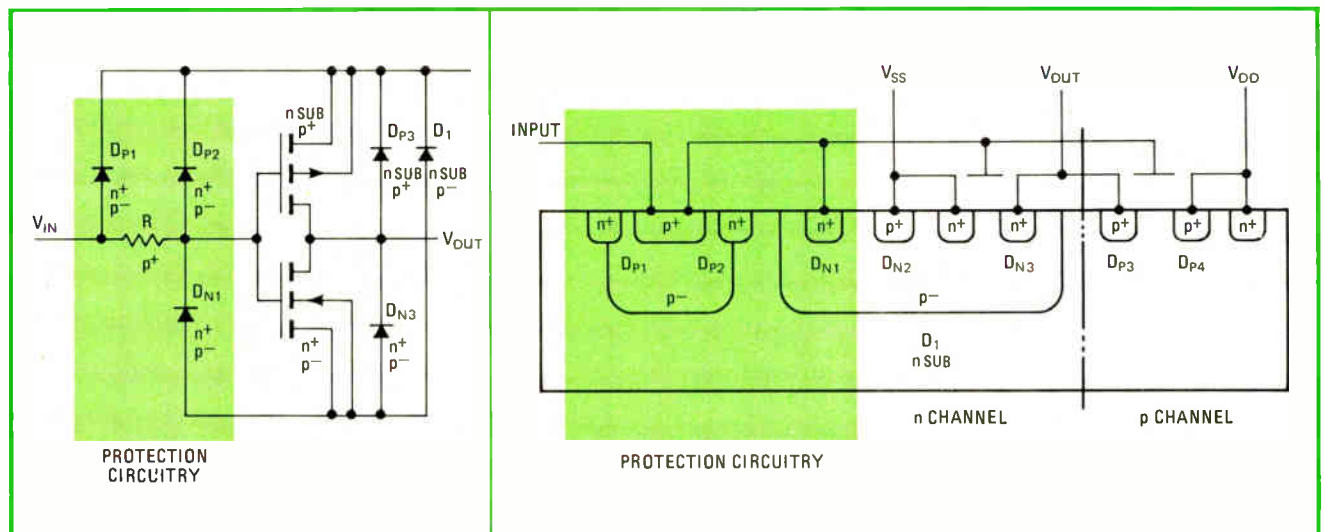 n SUB
p+
DP1
n+
p−
DP2
n+
p−
DP3
n SUB
p+
D1
n SUB
p−
VIN
R
p+
VOUT
DN1
n+
p−
n+
p−
DN3
n+
p−
PROTECTION
CIRCUITRY
VSS
VOUT
VDD
INPUT
n+
p+
n+
n+
p+
n+
n+
p+
p+
n+
DP1
DP2
DN1
DN2
DN3
DP3
DP4
p−
p−
D1
n SUB
n CHANNEL
p CHANNEL
PROTECTION CIRCUITRY